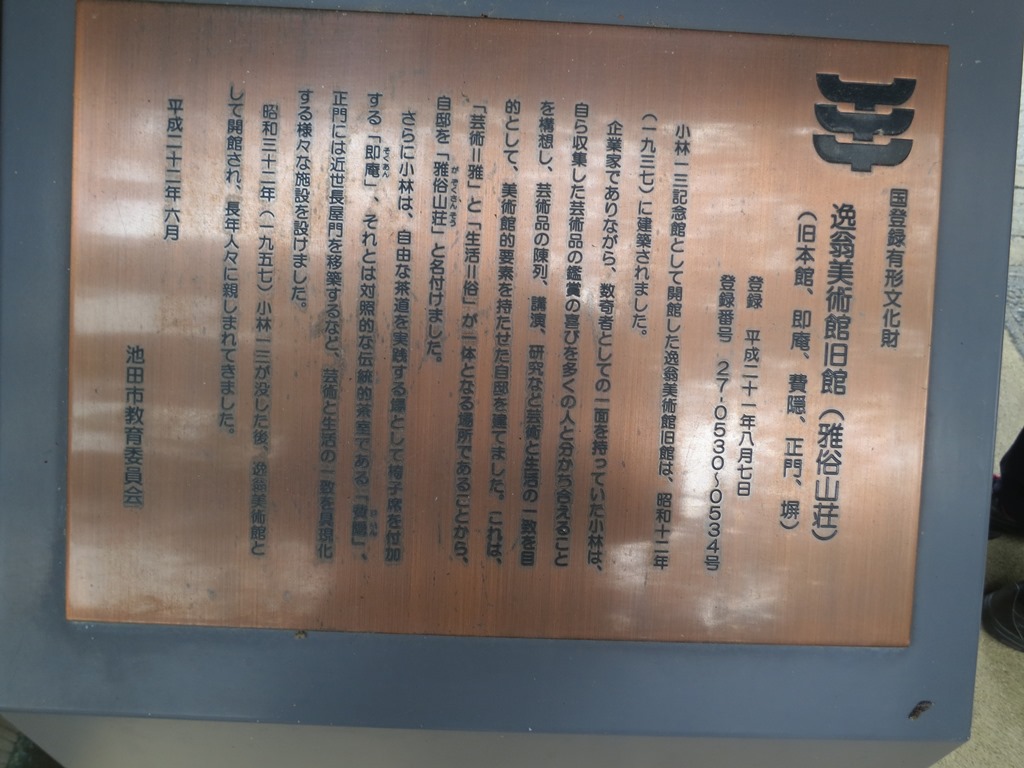 国登録有形文化財
逸翁美術館旧館（雅俗山荘）
（旧本館、即庵、費隠、正門、塀）
登録　平成二十一年八月七日
登録番号　27-0530～0534号
小林一三記念館として開館した逸翁美術館旧館は、昭和十二年
（一九三七）に建築されました。
企業家でありながら、数奇者としての一面を持っていた小林は、
自ら収集した芸術品の鑑賞の喜びを多くの人と分かち合えること
を構想し、芸術品の陳列、講演、研究など芸術と生活の一致を目
的として、美術館的要素を持たせた自邸を建てました。これは、
「芸術＝雅」と「生活＝俗」が一体となる場所であることから、
自邸を「雅俗山荘」と名付けました。
がぞくさんそう
さらに小林は、自由な茶道を実践する場として椅子席を付加
する「即庵」、それとは対照的な伝統的茶室である「費隠」、
そくあん
ひいん
正門には近世長屋門を移築するなど、芸術と生活の一致を具現化
する様々な施設を設けました。
昭和三十二年（一九五七）小林一三が没した後、逸翁美術館と
して開館され、長年人々に親しまれてきました。
平成二十二年六月
池田市教育委員会